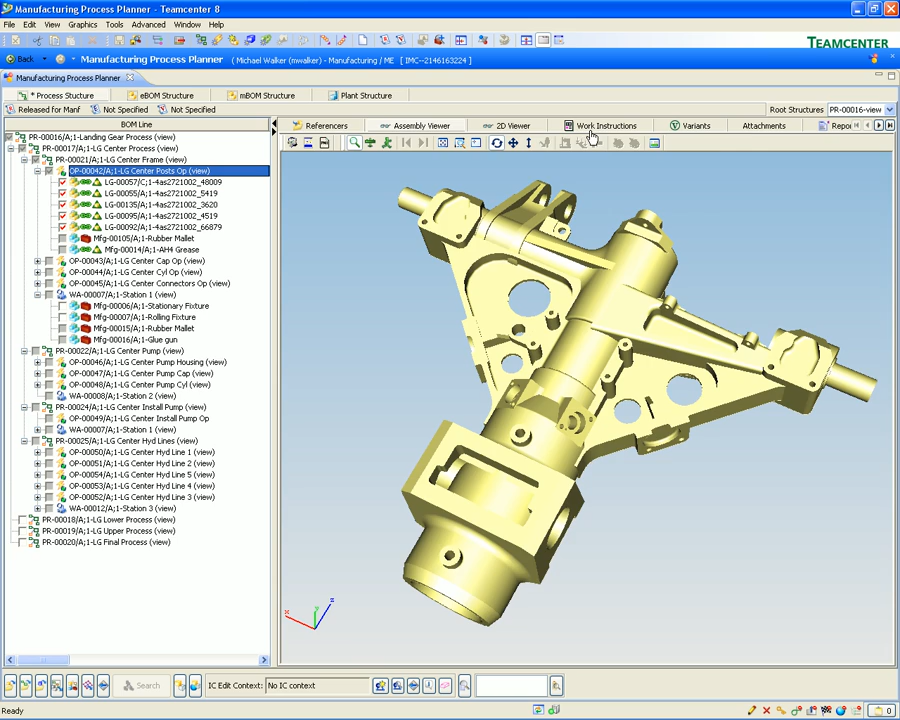 Manufacturing Process Planner - Teamcenter 8
File Edit View Graphics Tools Advanced Window Help
TEAMCENTER
Back Manufacturing Process Planner ( Michael Walker (mwalker) - Manufacturing / ME [ IMC--2146163224 ]
Manufacturing Process Planner
* Process Stucture eBOM Structure mBOM Structure Plant Structure
Released for Manf Not Specified Not Specified Root Structures PR-00016-view
BOM Line
Referencers Assembly Viewer 2D Viewer Work Instructions Variants Attachments Repor
PR-00016/A;1-Landing Gear Process (view)
PR-00017/A;1-LG Center Process (view)
PR-00021/A;1-LG Center Frame (view)
OP-00042/A;1-LG Center Posts Op (view)
LG-00057/C;1-4as2721002_48009
LG-00055/A;1-4as2721002_5419
LG-00135/A;1-4as2721002_3620
LG-00095/A;1-4as2721002_4519
LG-00092/A;1-4as2721002_66879
Mfg-00105/A;1-Rubber Mallet
Mfg-00014/A;1-AH4 Grease
OP-00043/A;1-LG Center Cap Op (view)
OP-00044/A;1-LG Center Cyl Op (view)
OP-00045/A;1-LG Center Connectors Op (view)
WA-00007/A;1-Station 1 (view)
Mfg-00006/A;1-Stationary Fixture
Mfg-00007/A;1-Rolling Fixture
Mfg-00015/A;1-Rubber Mallet
Mfg-00016/A;1-Glue gun
PR-00022/A;1-LG Center Pump (view)
OP-00046/A;1-LG Center Pump Housing (view)
OP-00047/A;1-LG Center Pump Cap (view)
OP-00048/A;1-LG Center Pump Cyl (view)
WA-00008/A;1-Station 2 (view)
PR-00024/A;1-LG Center Install Pump (view)
OP-00049/A;1-LG Center Install Pump Op
WA-00007/A;1-Station 1 (view)
PR-00025/A;1-LG Center Hyd Lines (view)
OP-00050/A;1-LG Center Hyd Line 1 (view)
OP-00051/A;1-LG Center Hyd Line 2 (view)
OP-00054/A;1-LG Center Hyd Line 5 (view)
OP-00053/A;1-LG Center Hyd Line 4 (view)
OP-00052/A;1-LG Center Hyd Line 3 (view)
WA-00012/A;1-Station 3 (view)
PR-00018/A;1-LG Lower Process (view)
PR-00019/A;1-LG Upper Process (view)
PR-00020/A;1-LG Final Process (view)
x y z
Search IC Edit Context: No IC context
Ready 0